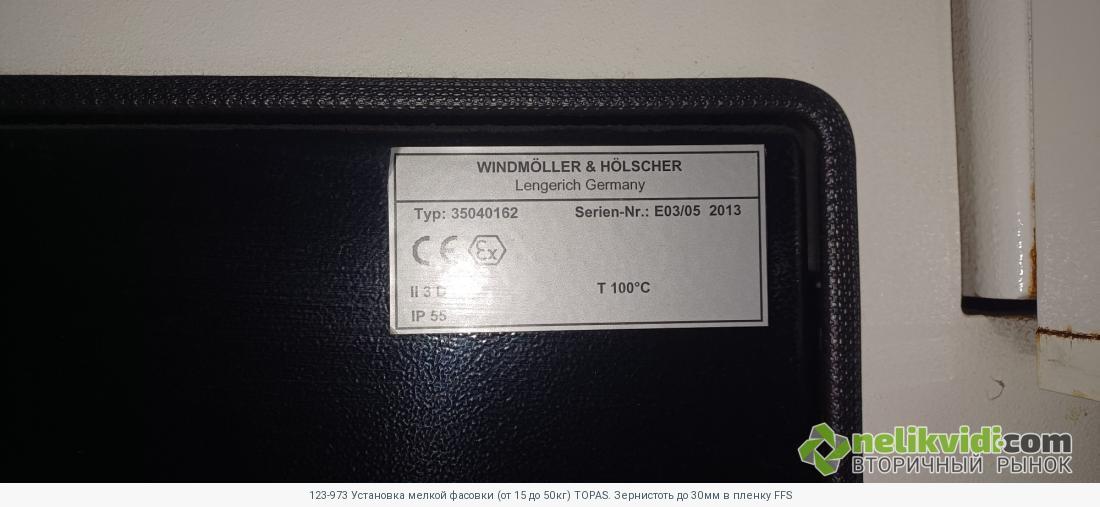 WINDMÖLLER & HÖLSCHER
Lengerich Germany
Typ: 35040162 Serien-Nr.: E03/05 2013
CE Ex
II 3 D T 100°C
IP 55
nelikvidi.com
ВТОРИЧНЫЙ РЫНОК
123-973 Установка мелкой фасовки (от 15 до 50кг) TOPAS. Зернистоть до 30мм в пленку FFS